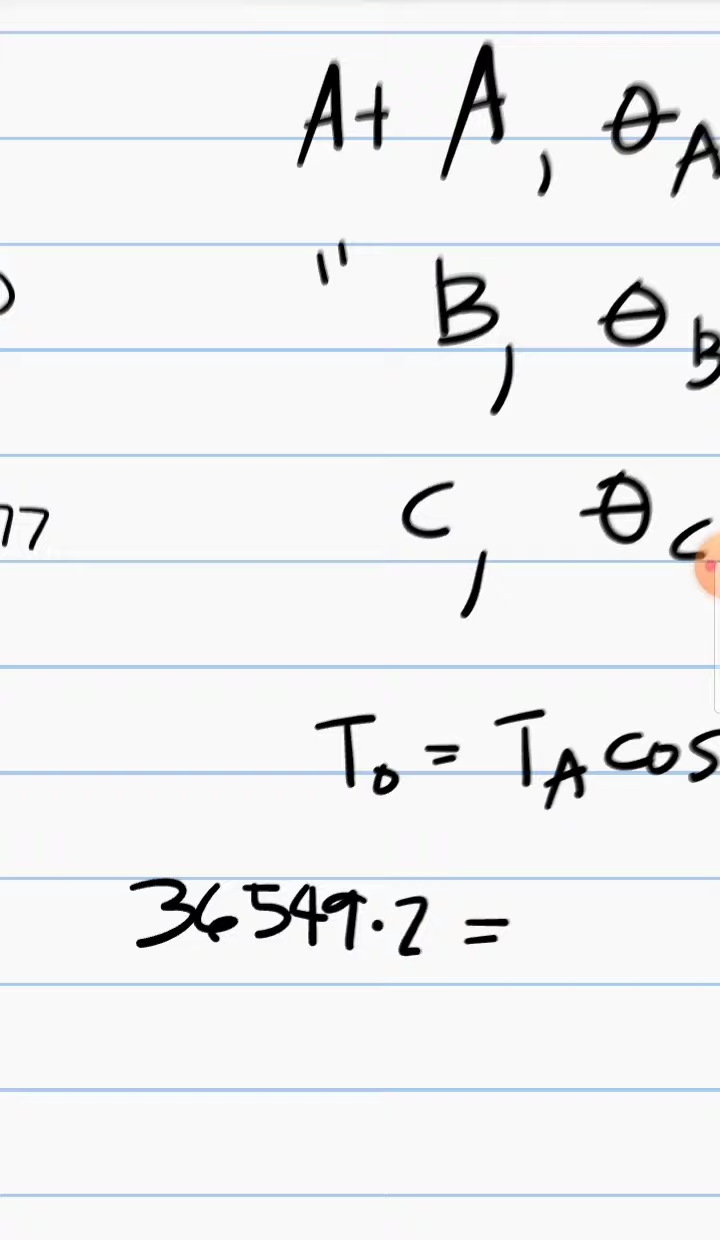 At A, θA
" B, θB
C, θC
77
T₀ = TA cos
36549.2 =